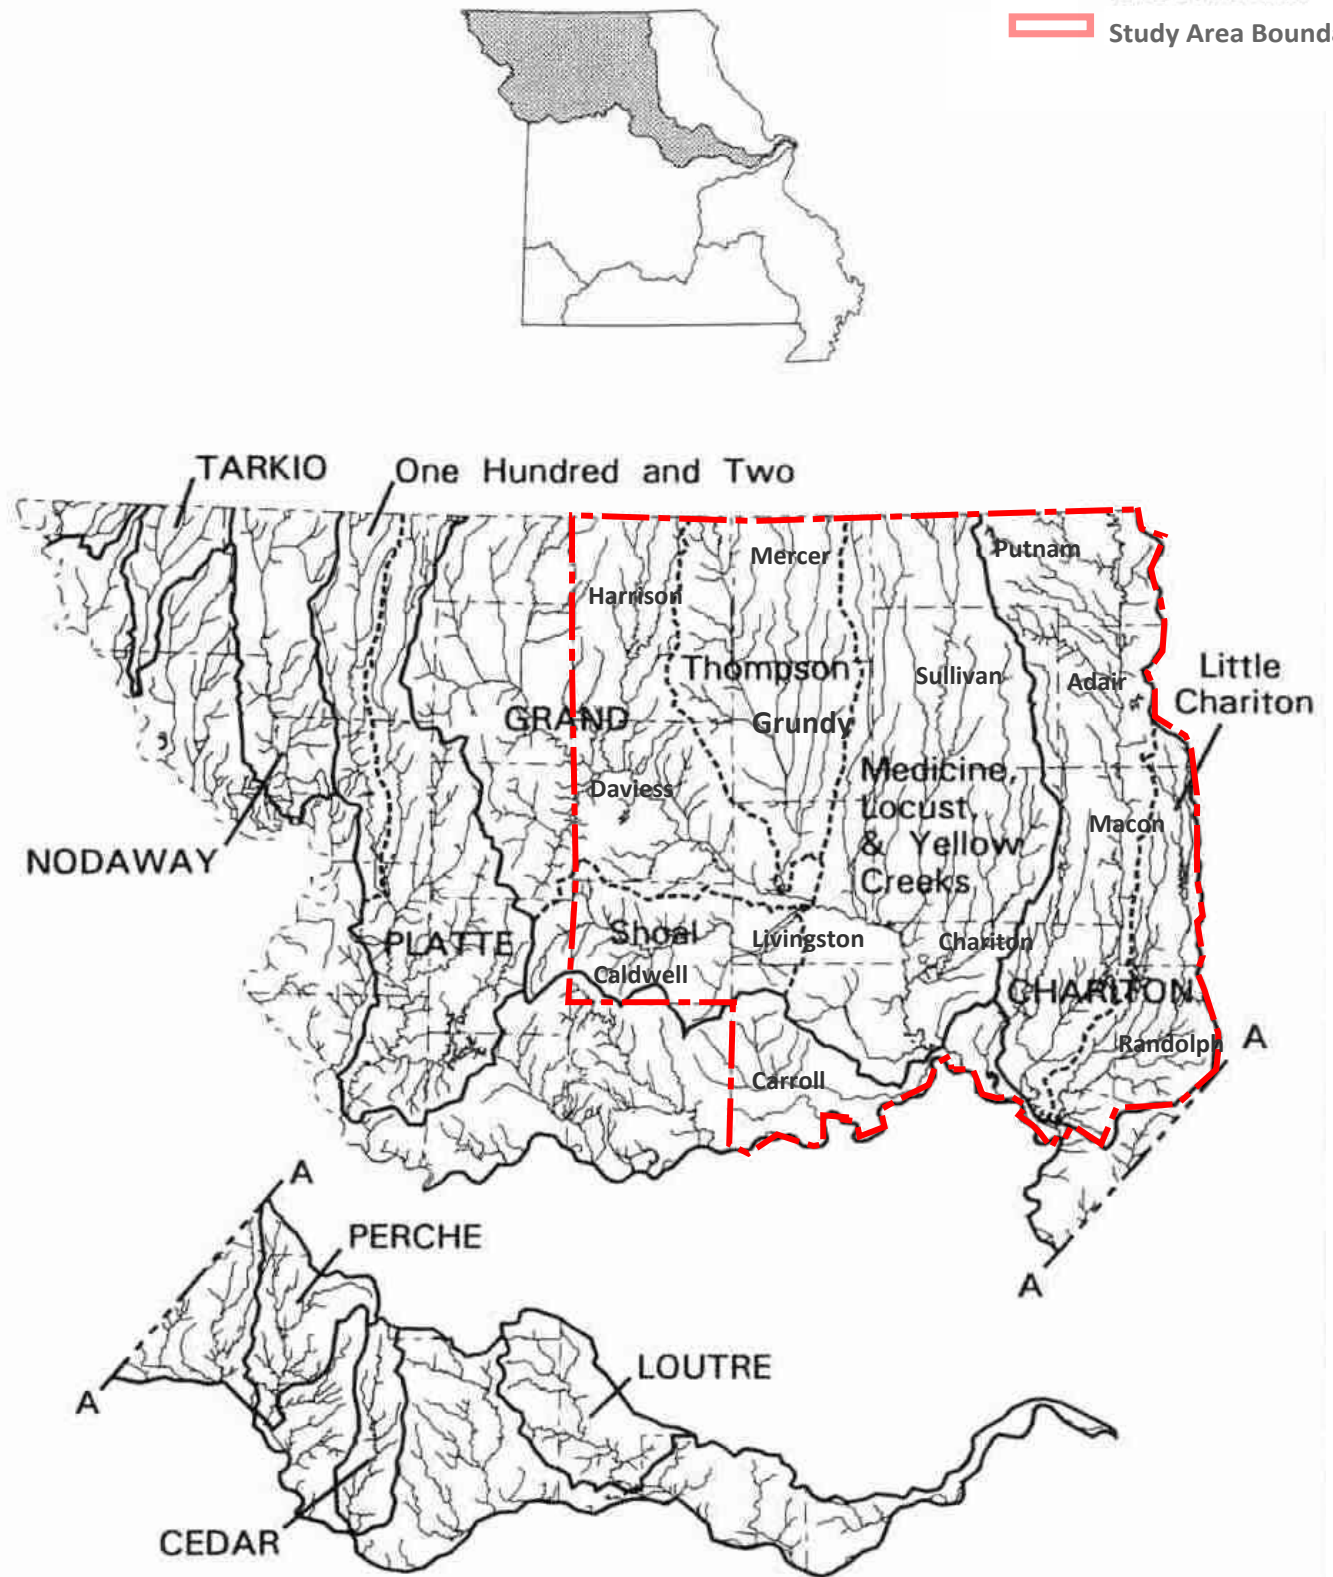 Study Area Bounda
TARKIO
One Hundred and Two
Mercer
Putnam
Harrison
Thompson
Sullivan
Adair
Little
Chariton
GRAND
Grundy
Medicine,
Locust,
& Yellow
Creeks
Daviess
Macon
NODAWAY
PLATTE
Shoal
Livingston
Chariton
Caldwell
CHARITON
Randolph
A
Carroll
A
PERCHE
A
LOUTRE
A
CEDAR